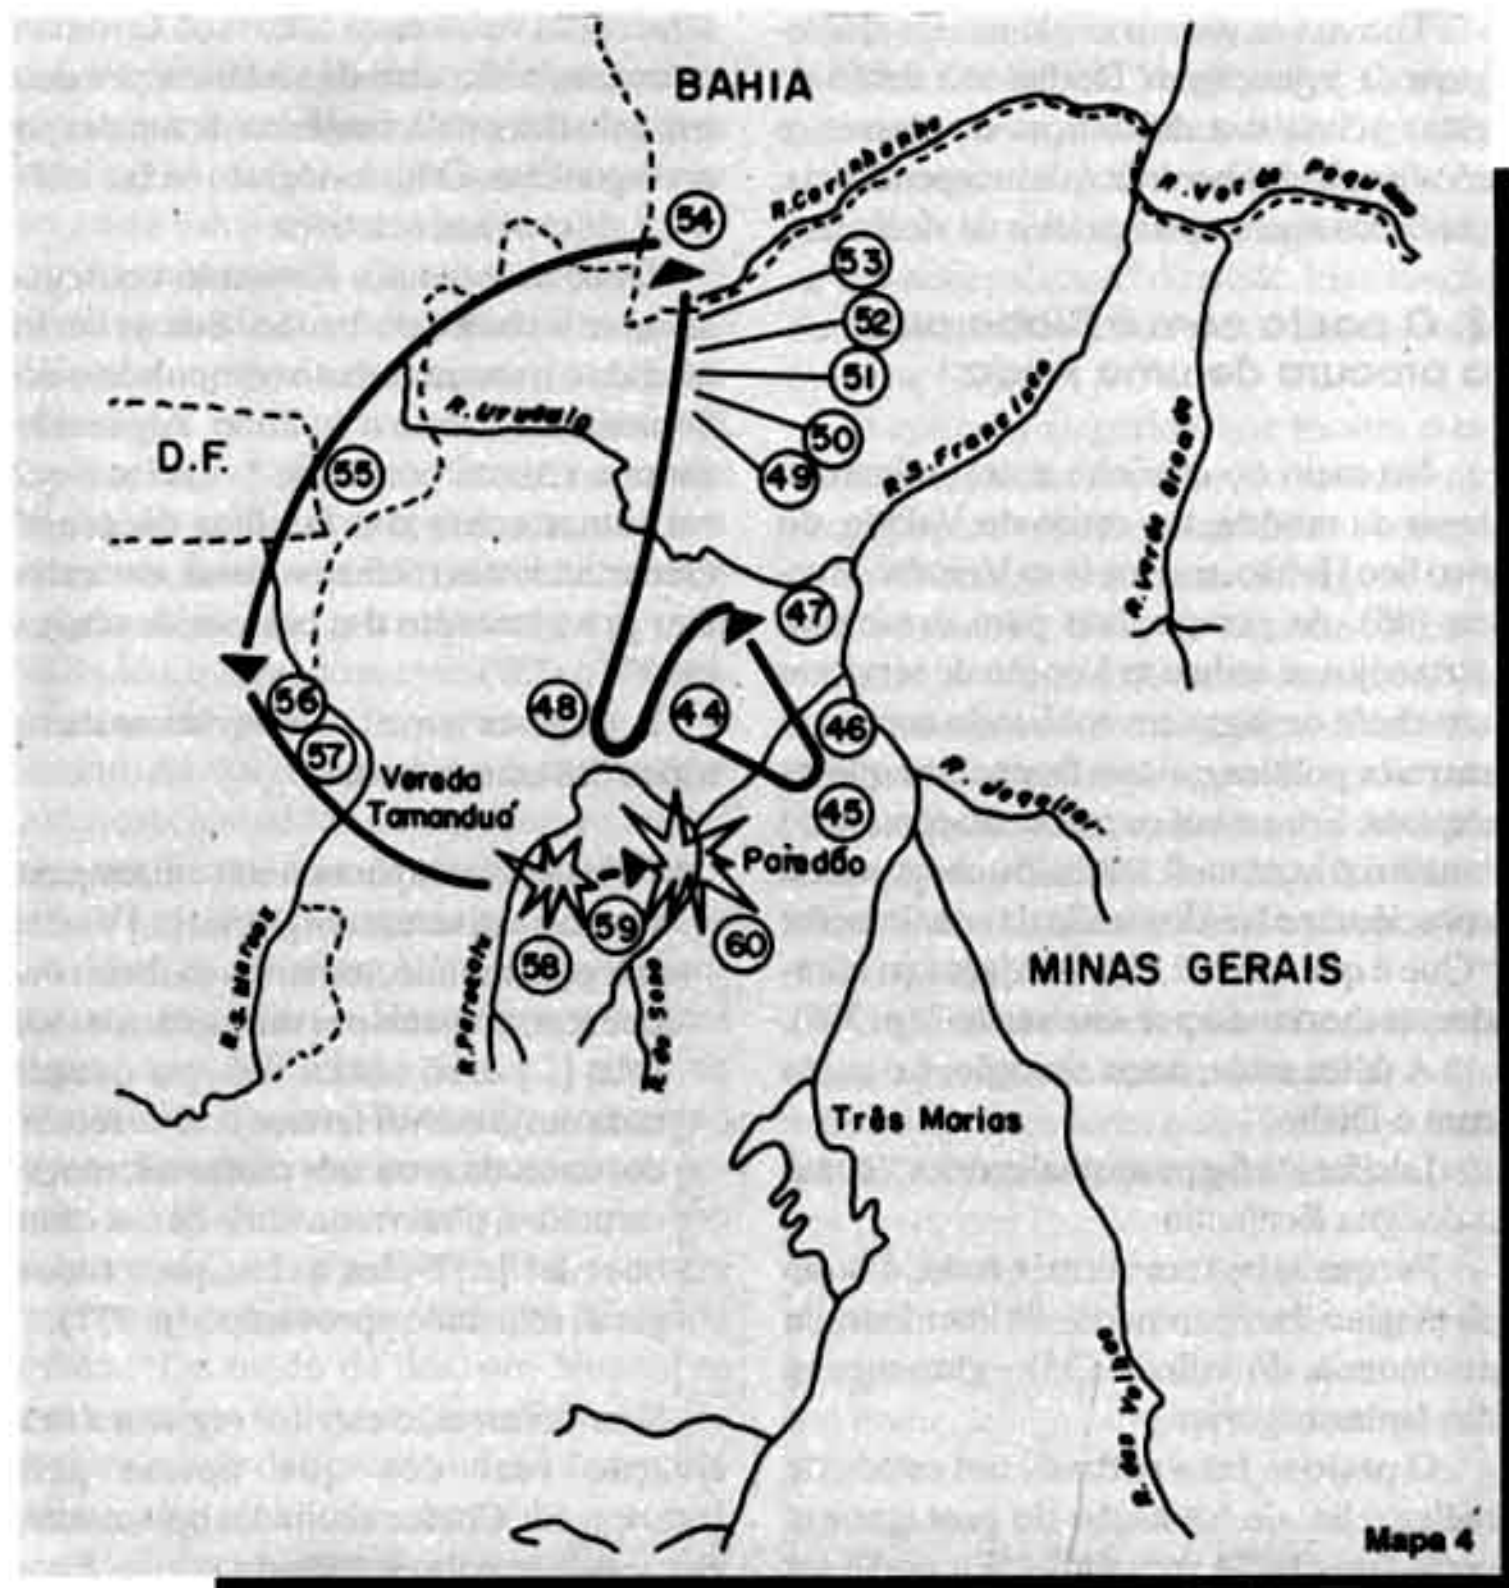 BAHIA
R. Carinhanha
R. Verde Pequeno
54
53
52
51
50
49
R. Urucuia
D.F.
55
R. S. Francisco
R. Verde Grande
47
56
48
44
46
57
Vereda
Tamanduá
45
R. Jequitaí
Paredão
59
60
58
R. S. Marcos
R. Paracatu
R. do Sono
MINAS GERAIS
Três Marias
R. das Velhas
Mapa 4